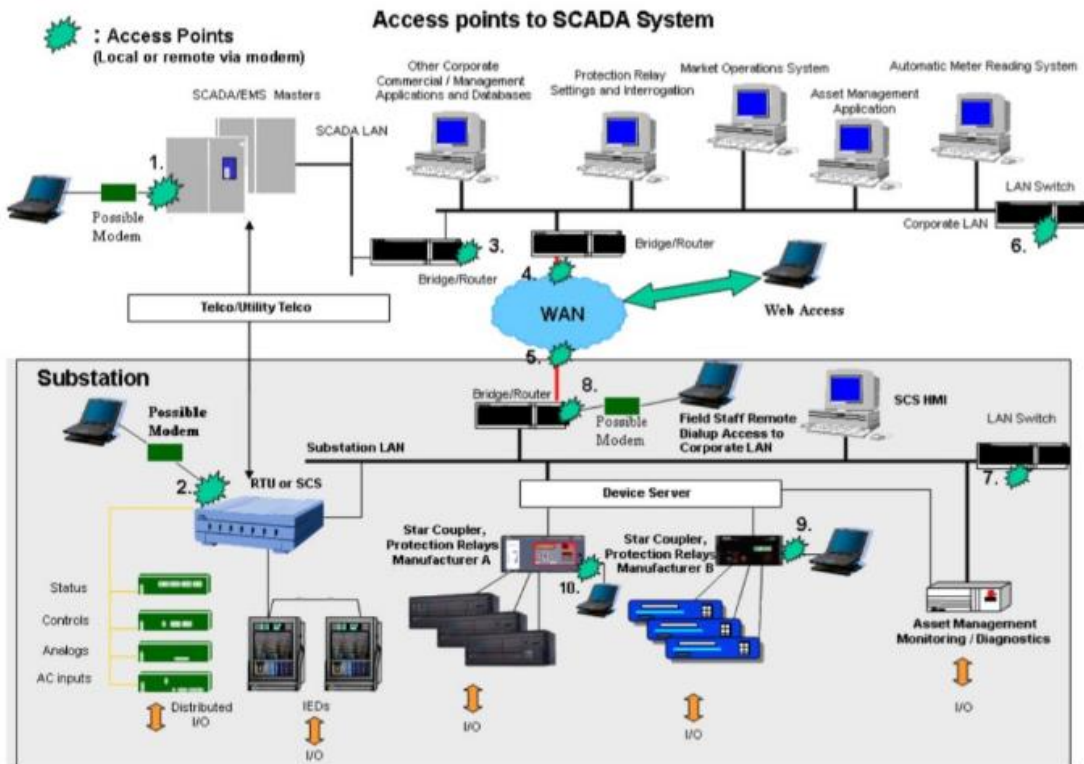 Access points to SCADA System
: Access Points
(Local or remote via modem)
SCADA/EMS Masters
SCADA LAN
Other Corporate
Commercial / Management
Applications and Databases
Protection Relay
Settings and Interrogation
Market Operations System
Asset Management
Application
Automatic Meter Reading System
LAN Switch
1.
Possible
Modem
Corporate LAN
6.
3.
Bridge/Router
Bridge/Router
4.
Telco/Utility Telco
WAN
Web Access
5.
Substation
Possible
Modem
Bridge/Router
8.
Possible
Modem
Field Staff Remote
Dialup Access to
Corporate LAN
SCS HMI
LAN Switch
Substation LAN
2.
RTU or SCS
7.
Device Server
Star Coupler,
Protection Relays
Manufacturer A
10.
Star Coupler,
Protection Relays
Manufacturer B
9.
Status
Controls
Analogs
AC inputs
Distributed
I/O
IEDs
I/O
I/O
I/O
Asset Management
Monitoring / Diagnostics
I/O